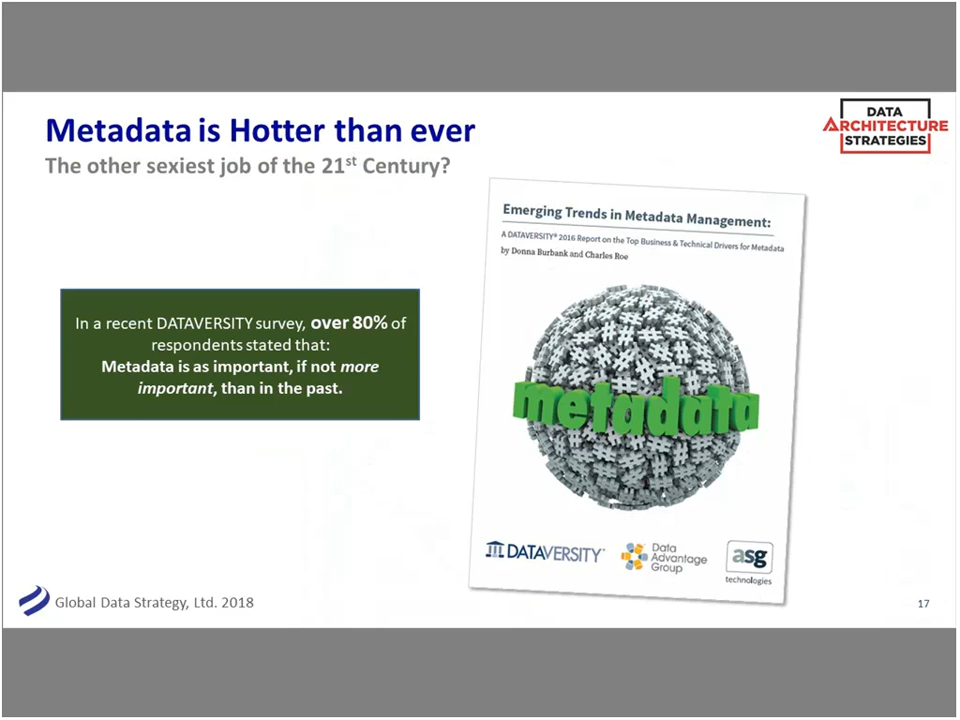 Metadata is Hotter than ever
The other sexiest job of the 21st Century?
DATA
ARCHITECTURE
STRATEGIES
In a recent DATAVERSITY survey, over 80% of
respondents stated that:
Metadata is as important, if not more
important, than in the past.
Emerging Trends in Metadata Management:
A DATAVERSITY® 2016 Report on the Top Business & Technical Drivers for Metadata
by Donna Burbank and Charles Roe
metadata
DATAVERSITY
Data
Advantage
Group
asg
technologies
Global Data Strategy, Ltd. 2018
17